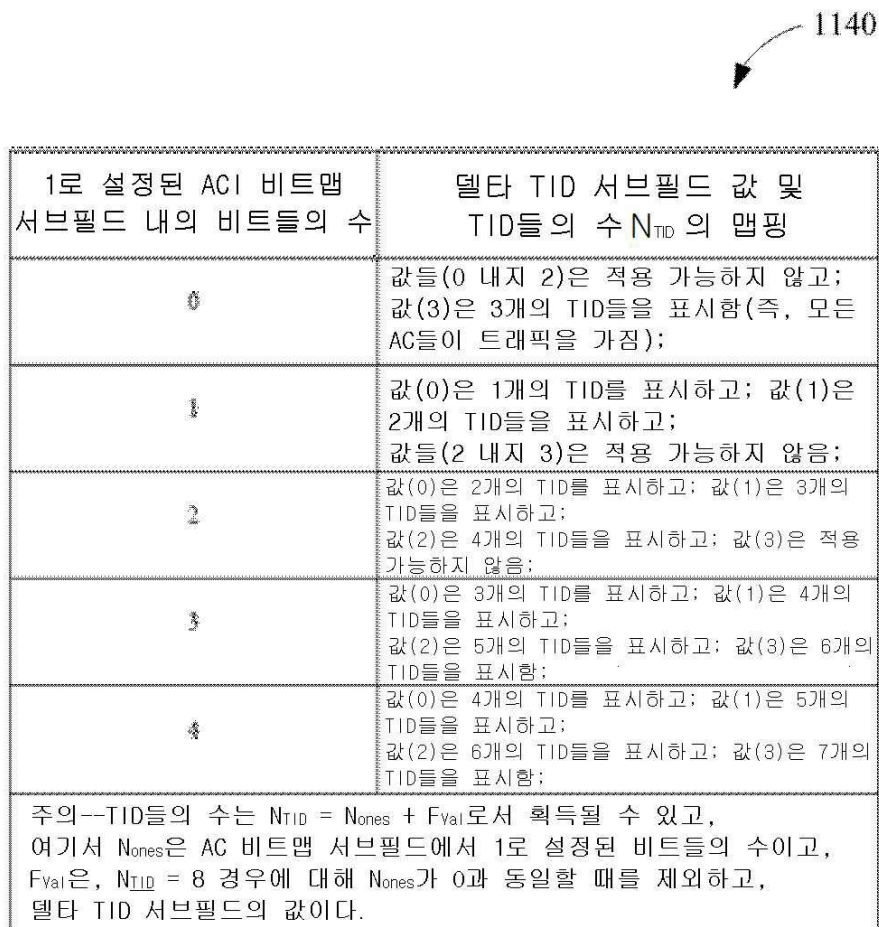 1140
1로 설정된 ACI 비트맵
서브필드 내의 비트들의 수
델타 TID 서브필드 값 및
TID들의 수 NTID 의 맵핑
0
값들(0 내지 2)은 적용 가능하지 않고;
값(3)은 3개의 TID들을 표시함(즉, 모든
AC들이 트래픽을 가짐);
1
값(0)은 1개의 TID를 표시하고; 값(1)은
2개의 TID들을 표시하고;
값들(2 내지 3)은 적용 가능하지 않음;
2
값(0)은 2개의 TID를 표시하고; 값(1)은 3개의
TID들을 표시하고;
값(2)은 4개의 TID들을 표시하고; 값(3)은 적용
가능하지 않음;
3
값(0)은 3개의 TID를 표시하고; 값(1)은 4개의
TID들을 표시하고;
값(2)은 5개의 TID들을 표시하고; 값(3)은 6개의
TID들을 표시함;
4
값(0)은 4개의 TID를 표시하고; 값(1)은 5개의
TID들을 표시하고;
값(2)은 6개의 TID들을 표시하고; 값(3)은 7개의
TID들을 표시함;
주의--TID들의 수는 NTID = Nones + FVal로서 획득될 수 있고,
여기서 Nones은 AC 비트맵 서브필드에서 1로 설정된 비트들의 수이고,
FVal은, NTID = 8 경우에 대해 Nones가 0과 동일할 때를 제외하고,
델타 TID 서브필드의 값이다.